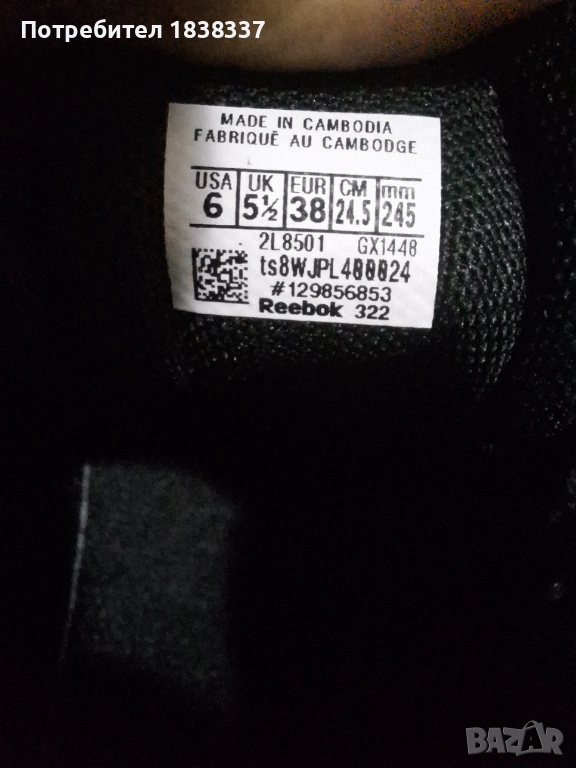 Потребител 1838337
MADE IN CAMBODIA
FABRIQUÉ AU CAMBODGE
USA UK EUR CM mm
6 5½ 38 24.5 245
2L8501 GX1448
ts8WJPL400024
#129856853
Reebok 322
BAZAR